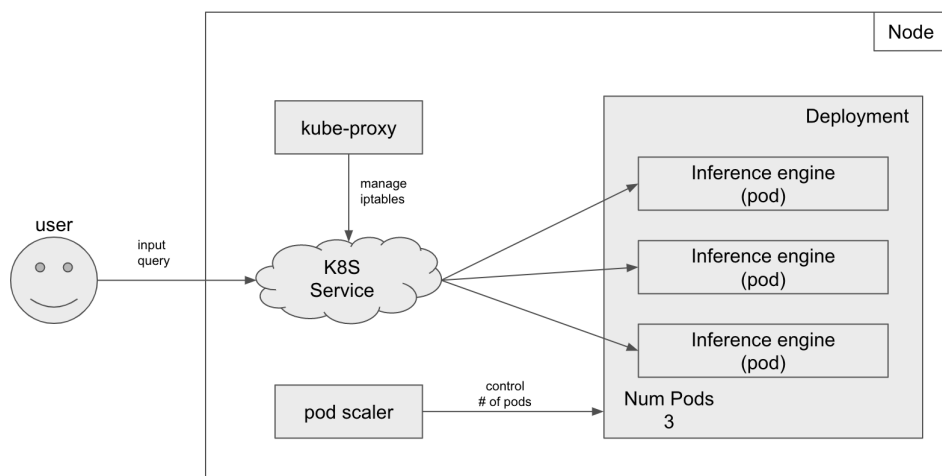 Node
kube-proxy
Deployment
manage
iptables
Inference engine
(pod)
user
input
query
K8S
Service
Inference engine
(pod)
Inference engine
(pod)
pod scaler
control
# of pods
Num Pods
3